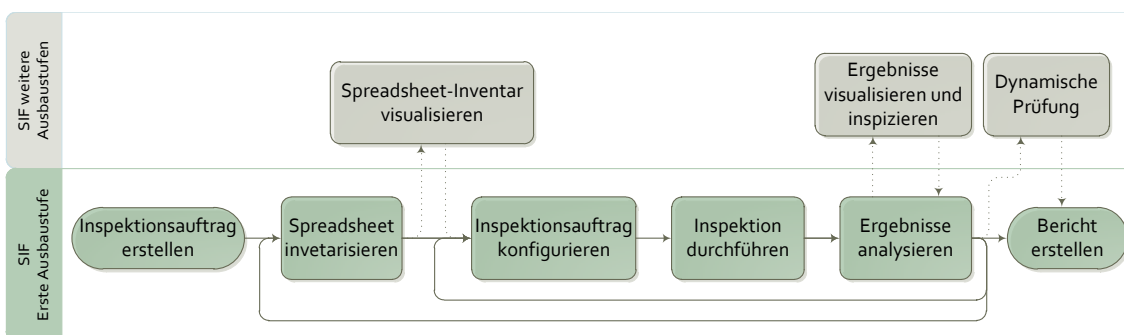 SIF weitere
Ausbaustufen
Spreadsheet-Inventar
visualisieren
Ergebnisse
visualisieren und
inspizieren
Dynamische
Prüfung
SIF
Erste Ausbaustufe
Inspektionsauftrag
erstellen
Spreadsheet
invetarisieren
Inspektionsauftrag
konfigurieren
Inspektion
durchführen
Ergebnisse
analysieren
Bericht
erstellen